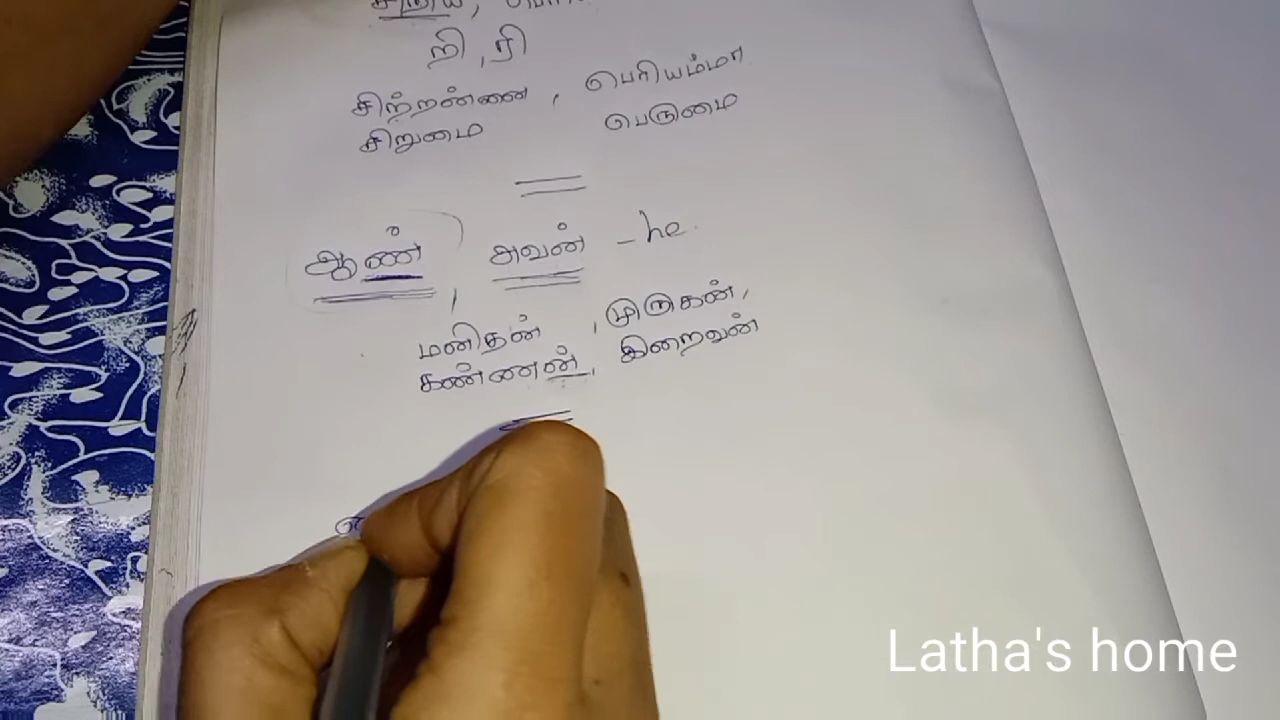 சிறிய,
றி, ரி
சிற்றன்னை, பெரியம்மா
சிறுமை பெருமை
ஆண், அவன் - he.
மனிதன், முருகன்,
கண்ணன், இறைவன்
Latha's home